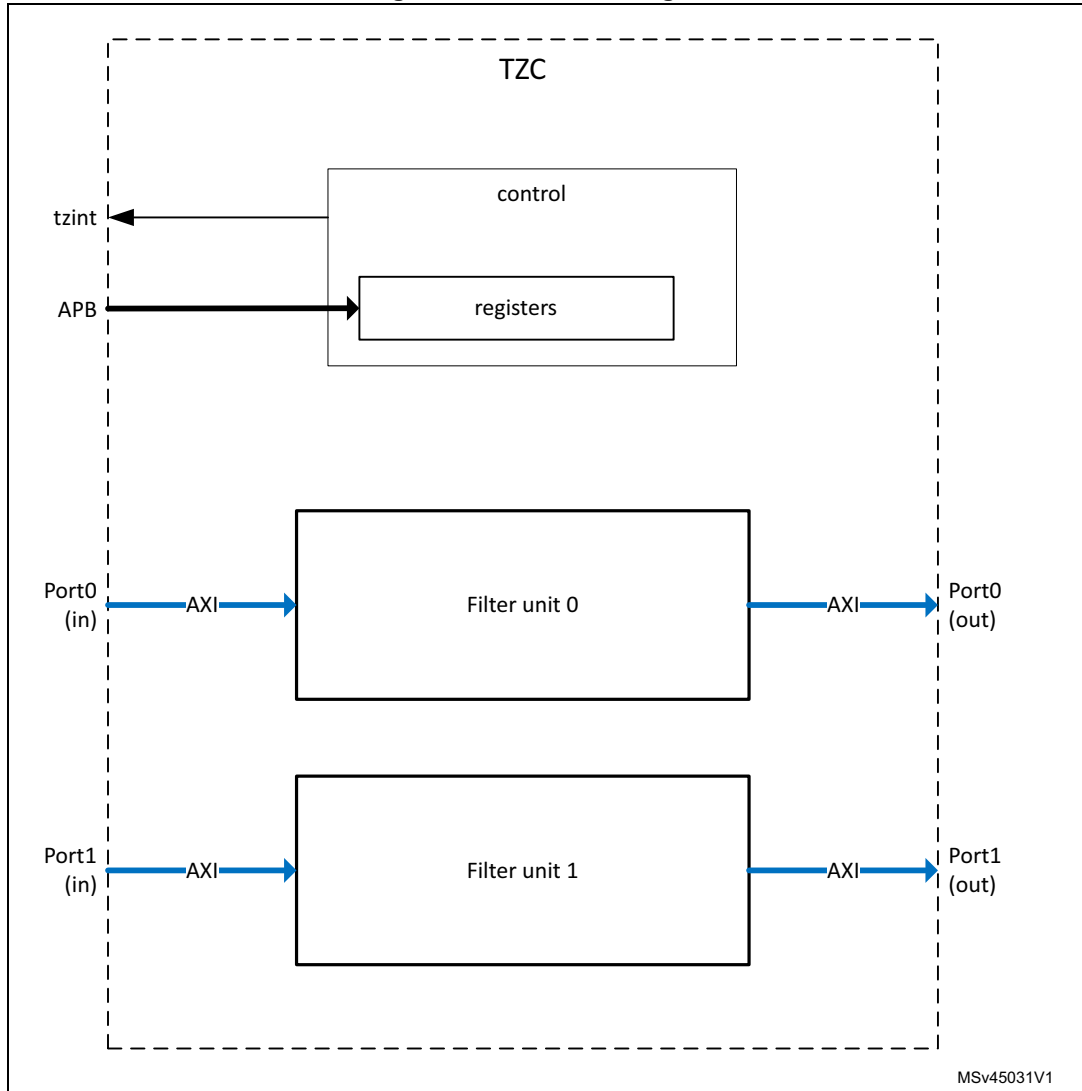 TZC
control
tzint
APB
registers
Port0
(in)
AXI
Filter unit 0
AXI
Port0
(out)
Port1
(in)
AXI
Filter unit 1
AXI
Port1
(out)
MSv45031V1